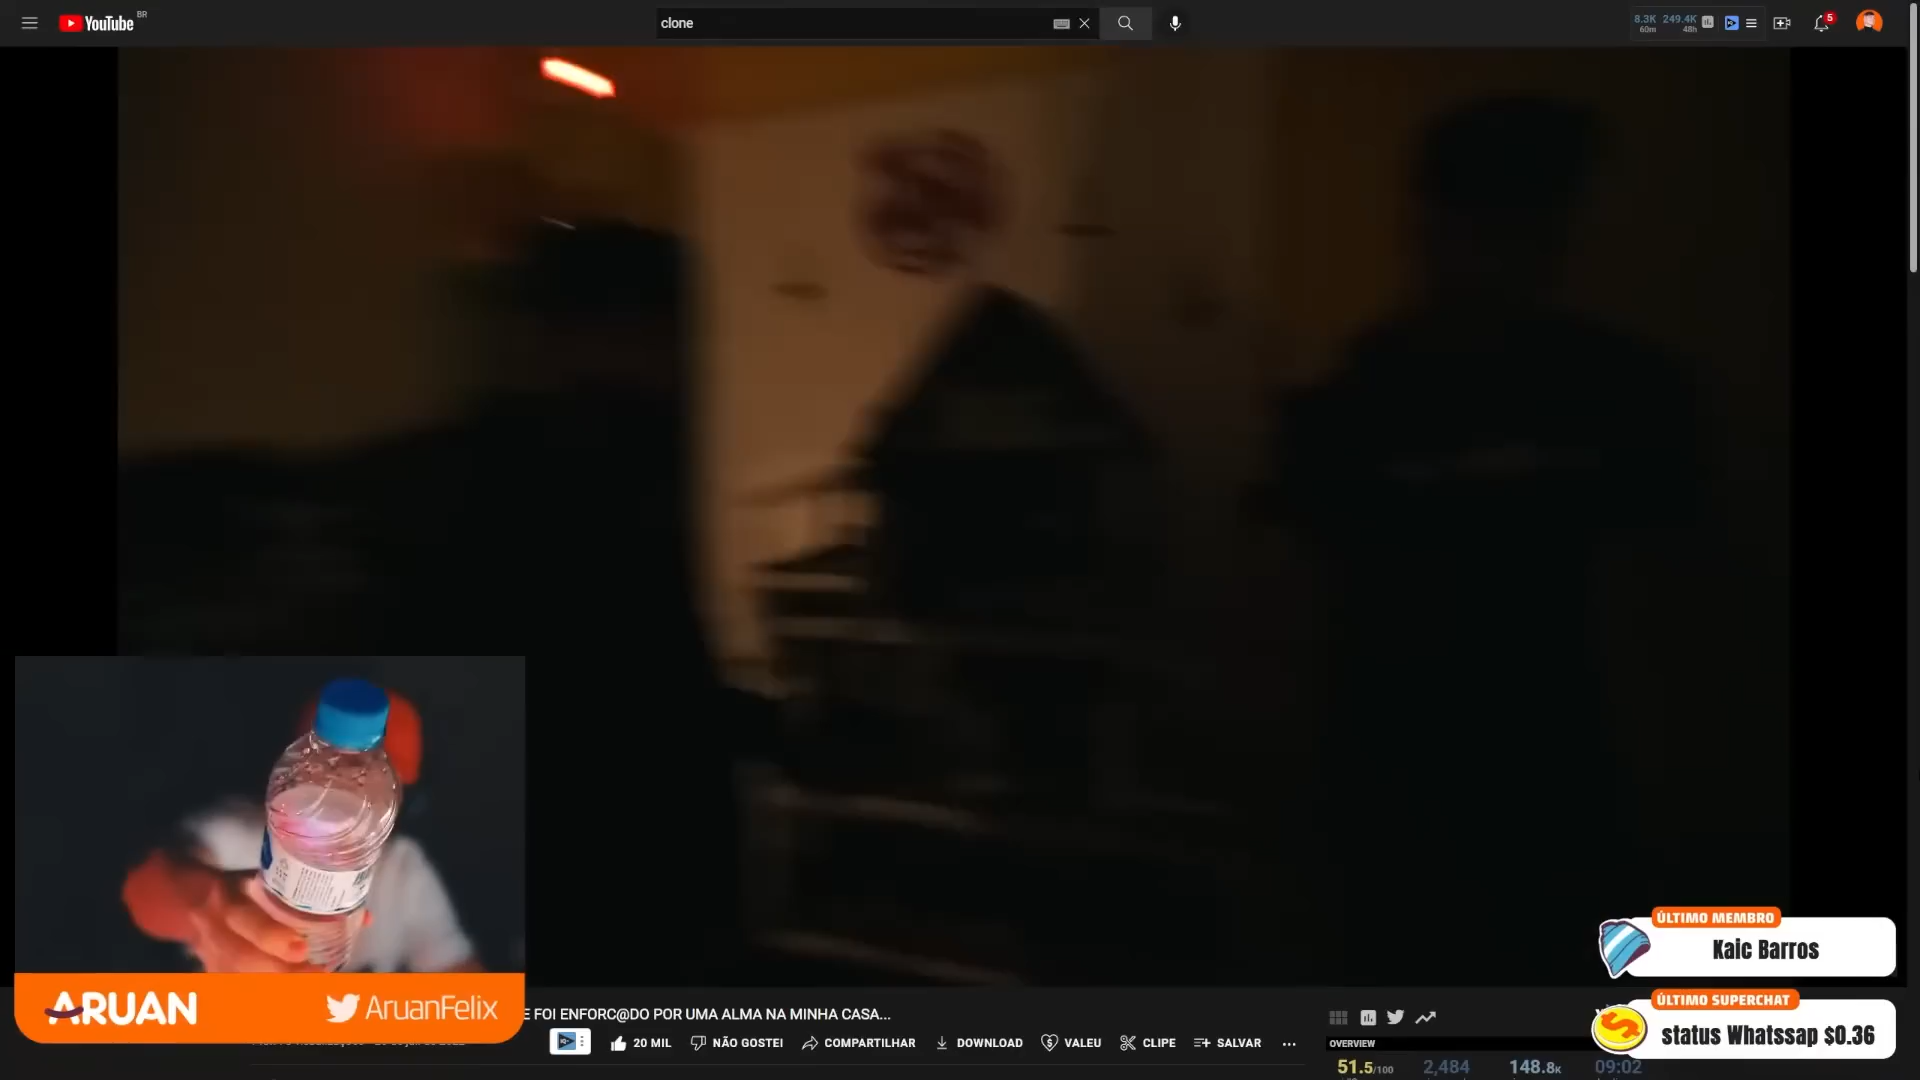 YouTube BR
clone
8.3K 249.4K
60m 48h
5
ARUAN AruanFelix
E FOI ENFORC@DO POR UMA ALMA NA MINHA CASA...
20 MIL NÃO GOSTEI COMPARTILHAR DOWNLOAD VALEU CLIPE SALVAR
OVERVIEW
51.5/100 2,484 148.8K 09:02
ÚLTIMO MEMBRO
Kaic Barros
ÚLTIMO SUPERCHAT
status Whatssap $0.36